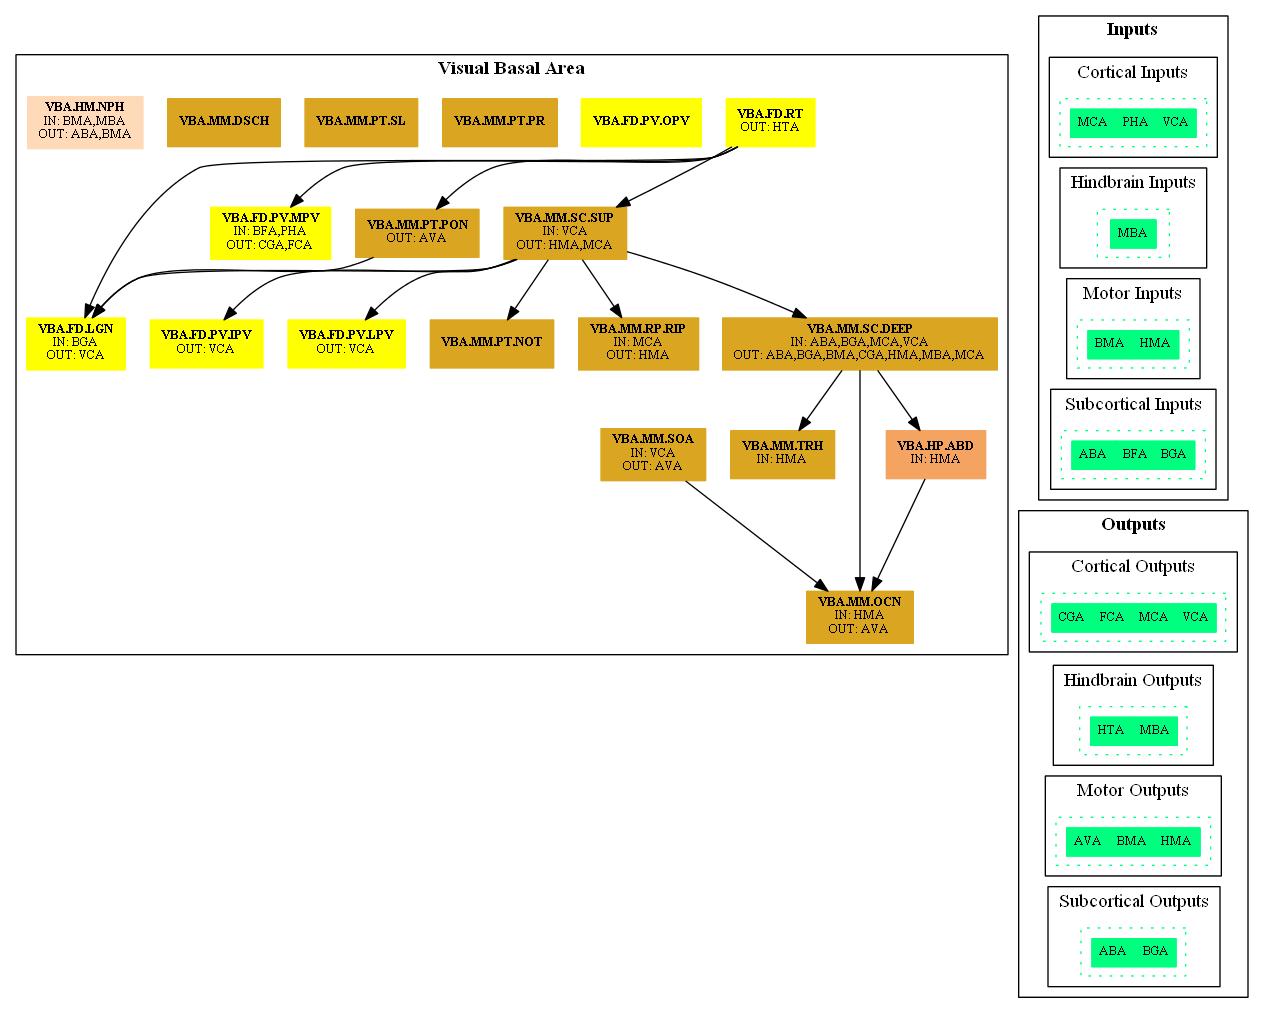 Visual Basal Area
VBA.HM.NPH
IN: BMA,MBA
OUT: ABA,BMA
VBA.MM.DSCH
VBA.MM.PT.SL
VBA.MM.PT.PR
VBA.FD.PV.OPV
VBA.FD.RT
OUT: HTA
VBA.FD.PV.MPV
IN: BFA,PHA
OUT: CGA,FCA
VBA.MM.PT.PON
OUT: AVA
VBA.MM.SC.SUP
IN: VCA
OUT: HMA,MCA
VBA.FD.LGN
IN: BGA
OUT: VCA
VBA.FD.PV.IPV
OUT: VCA
VBA.FD.PV.LPV
OUT: VCA
VBA.MM.PT.NOT
VBA.MM.RP.RIP
IN: MCA
OUT: HMA
VBA.MM.SC.DEEP
IN: ABA,BGA,MCA,VCA
OUT: ABA,BGA,BMA,CGA,HMA,MBA,MCA
VBA.MM.SOA
IN: VCA
OUT: AVA
VBA.MM.TRH
IN: HMA
VBA.HP.ABD
IN: HMA
VBA.MM.OCN
IN: HMA
OUT: AVA
Inputs
Cortical Inputs
MCA PHA VCA
Hindbrain Inputs
MBA
Motor Inputs
BMA HMA
Subcortical Inputs
ABA BFA BGA
Outputs
Cortical Outputs
CGA FCA MCA VCA
Hindbrain Outputs
HTA MBA
Motor Outputs
AVA BMA HMA
Subcortical Outputs
ABA BGA